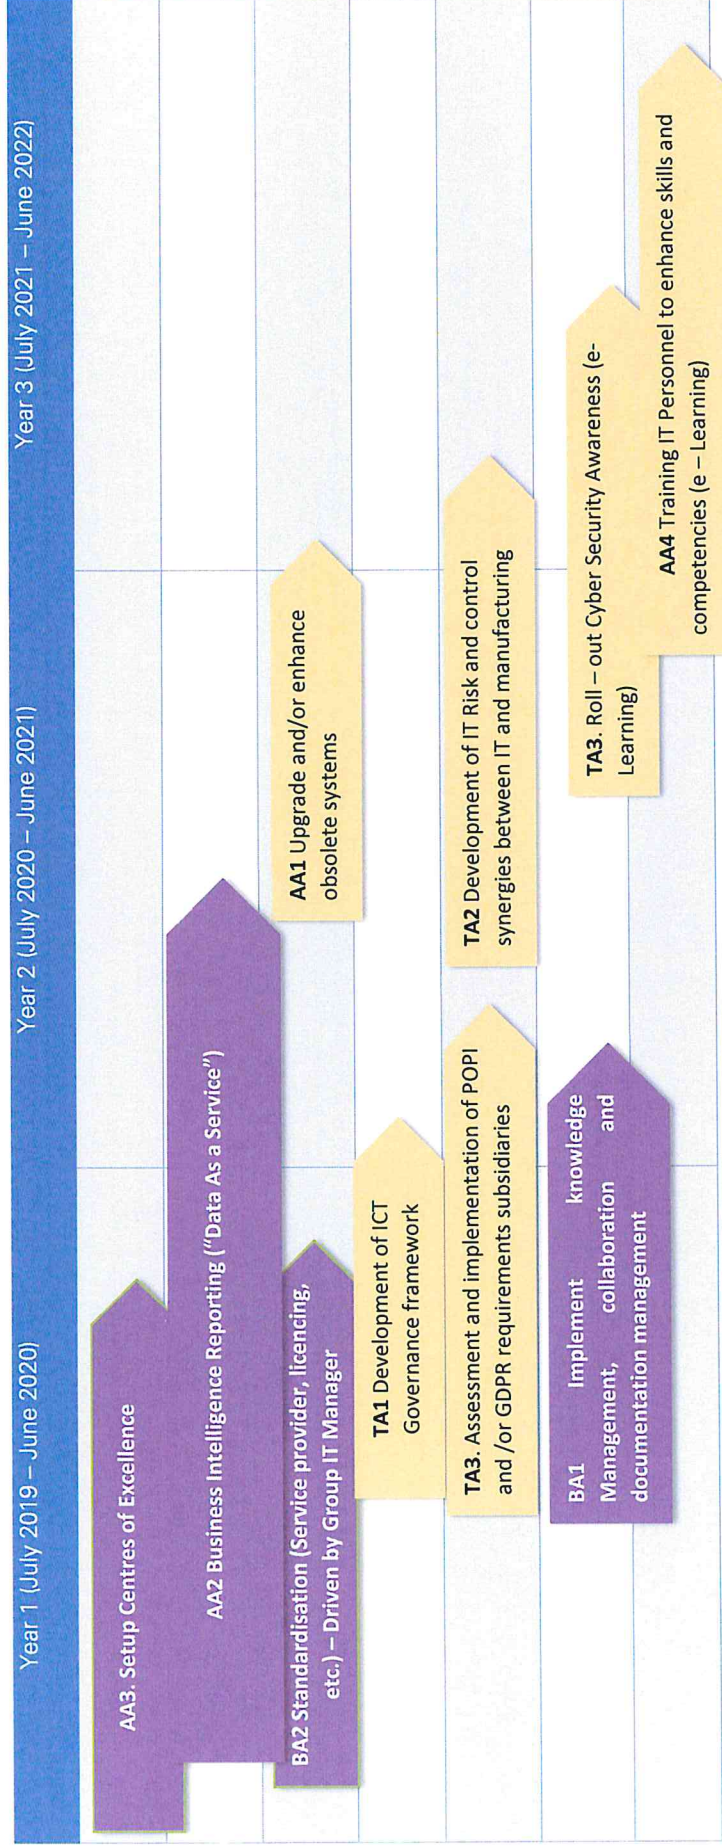 Year 1 (July 2019 – June 2020)
Year 2 (July 2020 – June 2021)
Year 3 (July 2021 – June 2022)
AA3. Setup Centres of Excellence
AA2 Business Intelligence Reporting (“Data As a Service”)
BA2 Standardisation (Service provider, licencing,
etc.) – Driven by Group IT Manager
AA1 Upgrade and/or enhance
obsolete systems
TA1 Development of ICT
Governance framework
TA3. Assessment and implementation of POPI
and /or GDPR requirements subsidiaries
TA2 Development of IT Risk and control
synergies between IT and manufacturing
BA1 Implement knowledge
Management, collaboration and
documentation management
TA3. Roll – out Cyber Security Awareness (e-
Learning)
AA4 Training IT Personnel to enhance skills and
competencies (e – Learning)